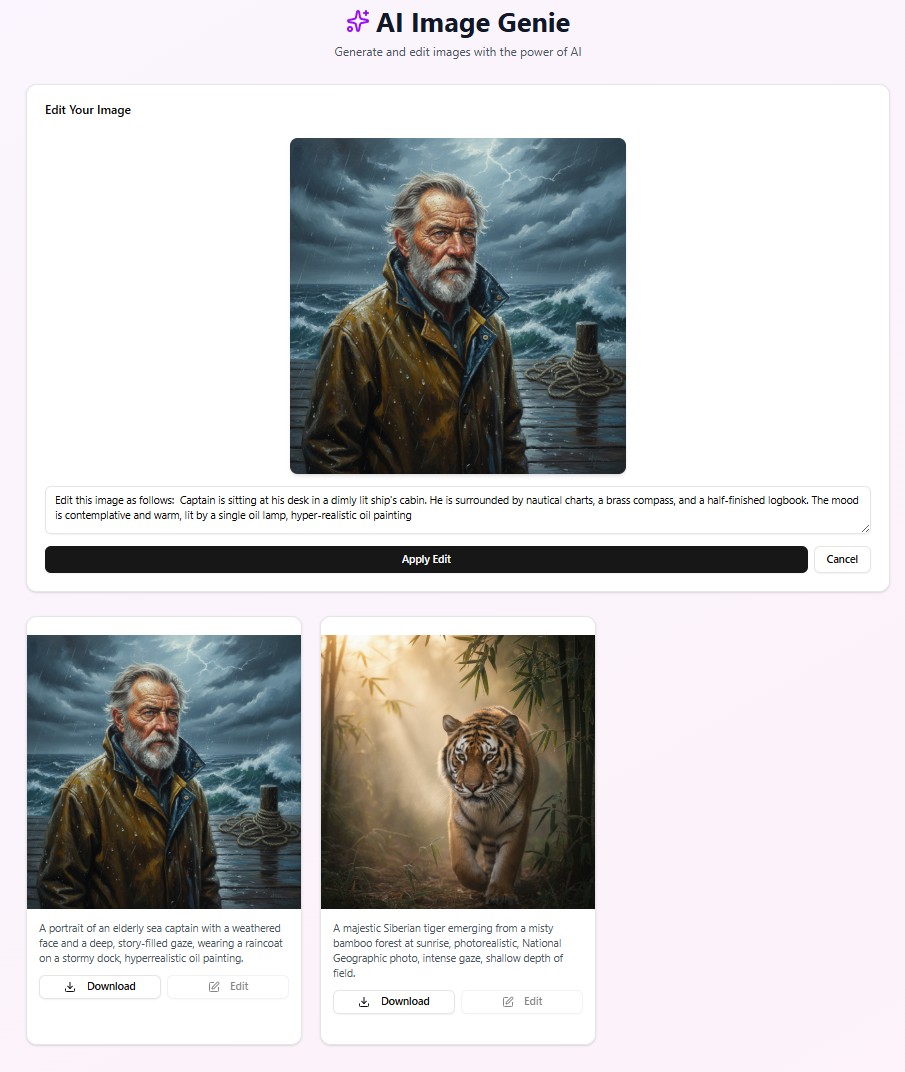 AI Image Genie
Generate and edit images with the power of AI
Edit Your Image
Edit this image as follows:  Captain is sitting at his desk in a dimly lit ship's cabin. He is surrounded by nautical charts, a brass compass, and a half-finished logbook. The mood
is contemplative and warm, lit by a single oil lamp, hyper-realistic oil painting
Apply Edit
Cancel
A portrait of an elderly sea captain with a weathered
face and a deep, story-filled gaze, wearing a raincoat
on a stormy dock, hyperrealistic oil painting.
Download
Edit
A majestic Siberian tiger emerging from a misty
bamboo forest at sunrise, photorealistic, National
Geographic photo, intense gaze, shallow depth of
field.
Download
Edit